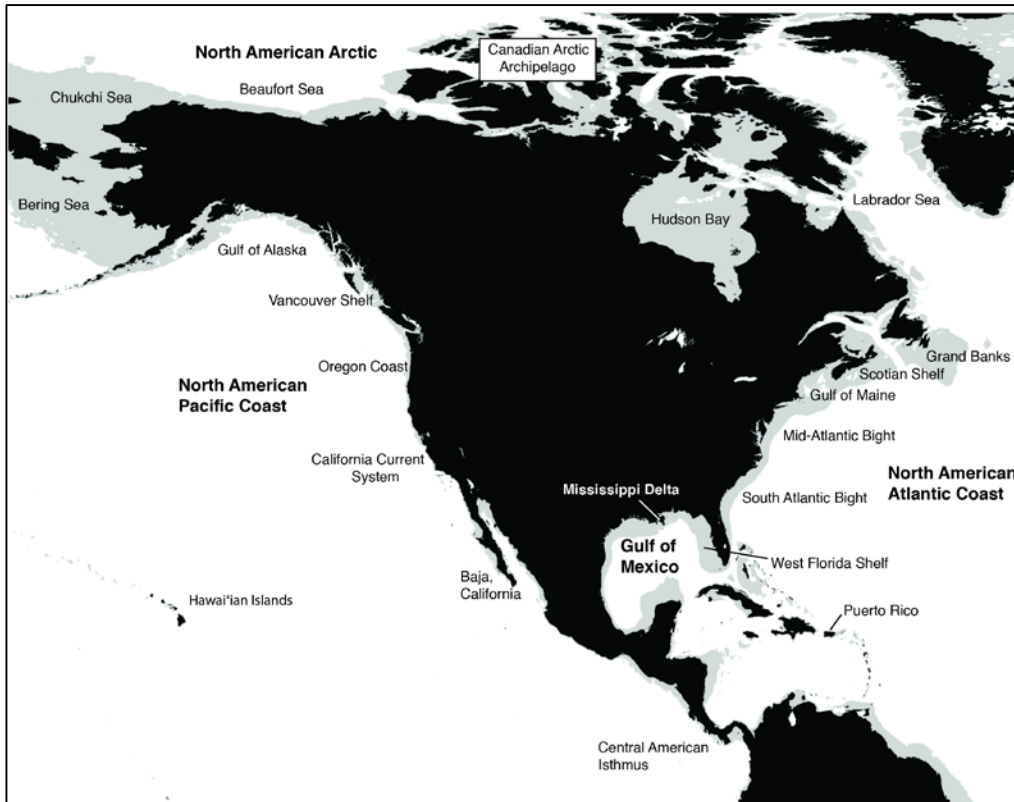 North American Arctic
Canadian Arctic
Archipelago
Chukchi Sea
Beaufort Sea
Bering Sea
Hudson Bay
Labrador Sea
Gulf of Alaska
Vancouver Shelf
Grand Banks
Oregon Coast
Scotian Shelf
North American
Pacific Coast
Gulf of Maine
Mid-Atlantic Bight
California Current
System
North American
Atlantic Coast
Mississippi Delta
South Atlantic Bight
Gulf of
Mexico
West Florida Shelf
Baja,
California
Hawai‘ian Islands
Puerto Rico
Central American
Isthmus